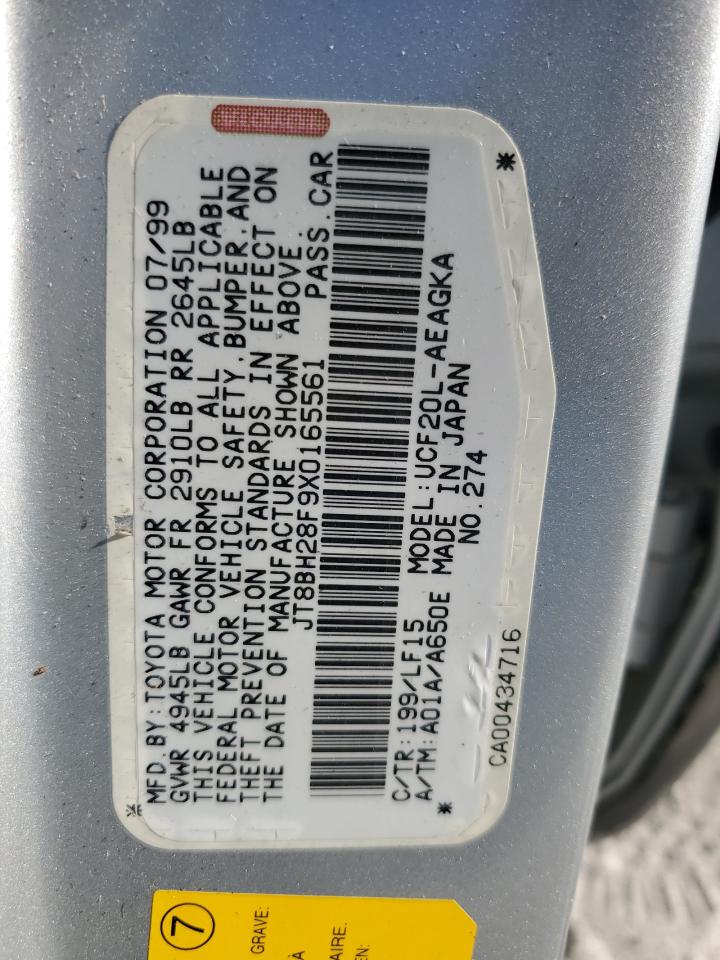 MFD.BY:TOYOTA MOTOR CORPORATION 07/99
GVWR 4945LB GAWR FR 2910LB RR 2645LB
THIS VEHICLE CONFORMS TO ALL APPLICABLE
FEDERAL MOTOR VEHICLE SAFETY,BUMPER,AND
THEFT PREVENTION STANDARDS IN EFFECT ON
THE DATE OF MANUFACTURE SHOWN ABOVE.
JT8BH28F9X0165561 PASS.CAR
C/TR:199/LF15 MODEL:UCF20L-AEAGKA
A/TM:A01A/A650E MADE IN JAPAN
NO.274
CA00434716
7
GRAVE:
À
AIRE.
EN: